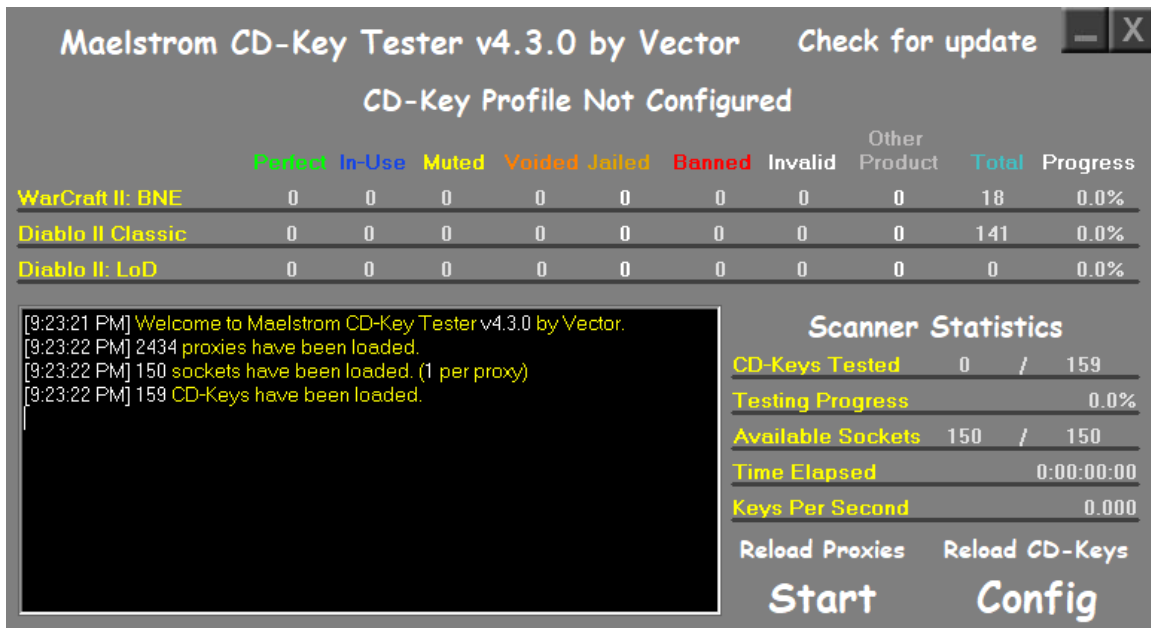 Maelstrom CD-Key Tester v4.3.0 by Vector Check for update _ X
CD-Key Profile Not Configured
Perfect In-Use Muted Voided Jailed Banned Invalid Other Product Total Progress
WarCraft II: BNE 0 0 0 0 0 0 0 0 18 0.0%
Diablo II Classic 0 0 0 0 0 0 0 0 141 0.0%
Diablo II: LoD 0 0 0 0 0 0 0 0 0 0.0%
[9:23:21 PM] Welcome to Maelstrom CD-Key Tester v4.3.0 by Vector.
[9:23:22 PM] 2434 proxies have been loaded.
[9:23:22 PM] 150 sockets have been loaded. (1 per proxy)
[9:23:22 PM] 159 CD-Keys have been loaded.
Scanner Statistics
CD-Keys Tested 0 / 159
Testing Progress 0.0%
Available Sockets 150 / 150
Time Elapsed 0:00:00:00
Keys Per Second 0.000
Reload Proxies Reload CD-Keys
Start Config